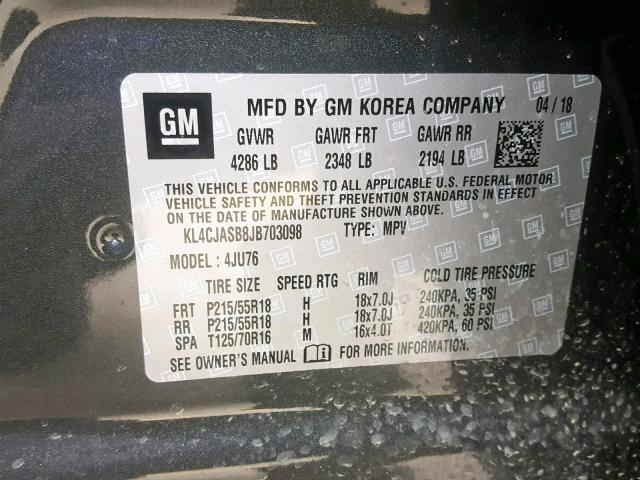 GM MFD BY GM KOREA COMPANY 04/18
GVWR GAWR FRT GAWR RR
4286 LB 2348 LB 2194 LB
THIS VEHICLE CONFORMS TO ALL APPLICABLE U.S. FEDERAL MOTOR
VEHICLE SAFETY AND THEFT PREVENTION STANDARDS IN EFFECT
ON THE DATE OF MANUFACTURE SHOWN ABOVE.
KL4CJASB8JB703098 TYPE: MPV
MODEL: 4JU76
TIRE SIZE SPEED RTG RIM COLD TIRE PRESSURE
FRT P215/55R18 H 18x7.0J 240KPA, 35 PSI
RR P215/55R18 H 18x7.0J 240KPA, 35 PSI
SPA T125/70R16 M 16x4.0T 420KPA, 60 PSI
SEE OWNER'S MANUAL FOR MORE INFORMATION.